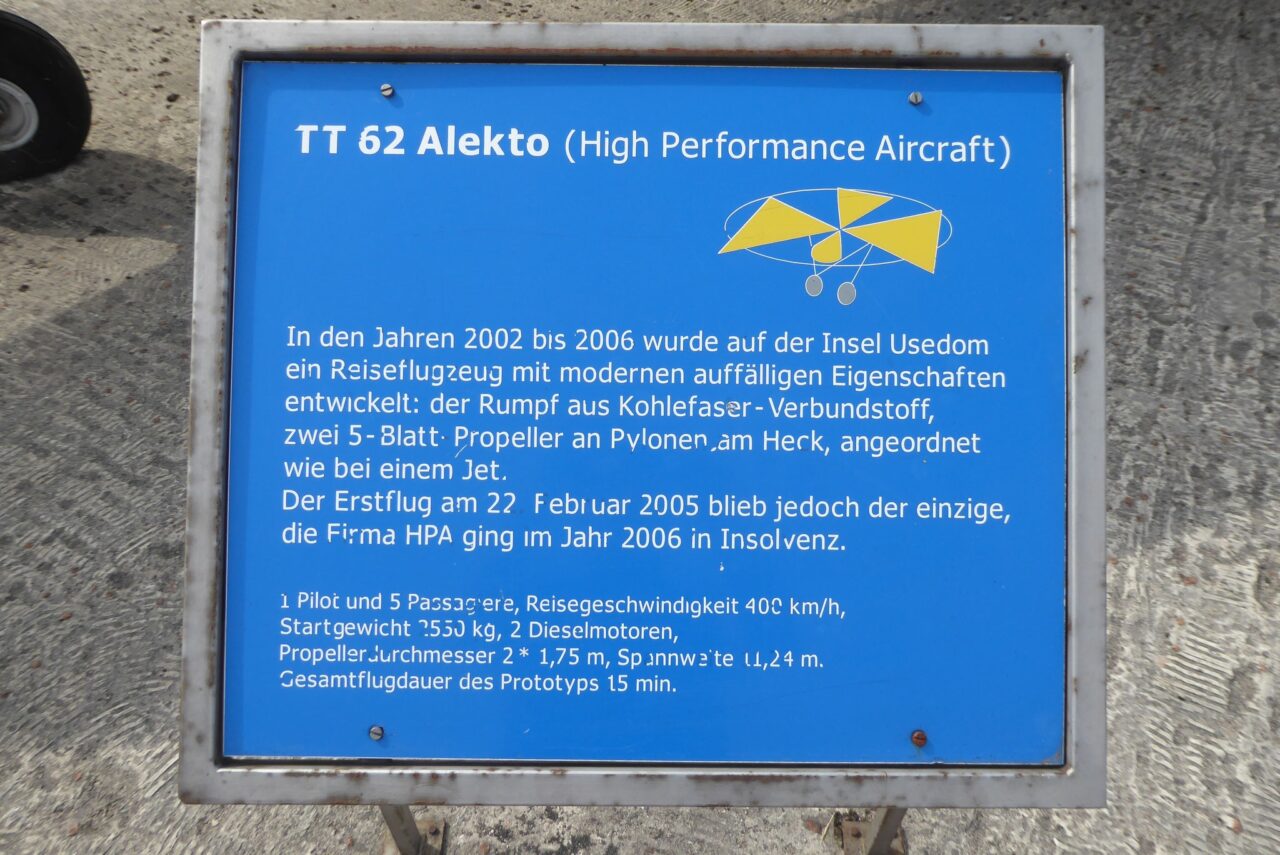 TT 62 Alekto (High Performance Aircraft)
In den Jahren 2002 bis 2006 wurde auf der Insel Usedom
ein Reiseflugzeug mit modernen auffälligen Eigenschaften
entwickelt: der Rumpf aus Kohlefaser-Verbundstoff,
zwei 5-Blatt-Propeller an Pylonen am Heck, angeordnet
wie bei einem Jet.
Der Erstflug am 22. Februar 2005 blieb jedoch der einzige,
die Firma HPA ging im Jahr 2006 in Insolvenz.
1 Pilot und 5 Passagiere, Reisegeschwindigkeit 400 km/h,
Startgewicht 2550 kg, 2 Dieselmotoren,
Propellerdurchmesser 2* 1,75 m, Spannweite 11,24 m.
Gesamtflugdauer des Prototyps 15 min.